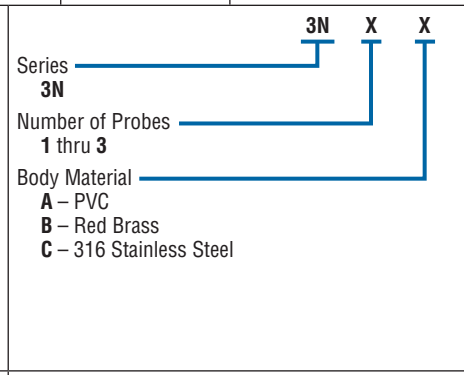 3N X X
Series
3N
Number of Probes
1 thru 3
Body Material
A – PVC
B – Red Brass
C – 316 Stainless Steel